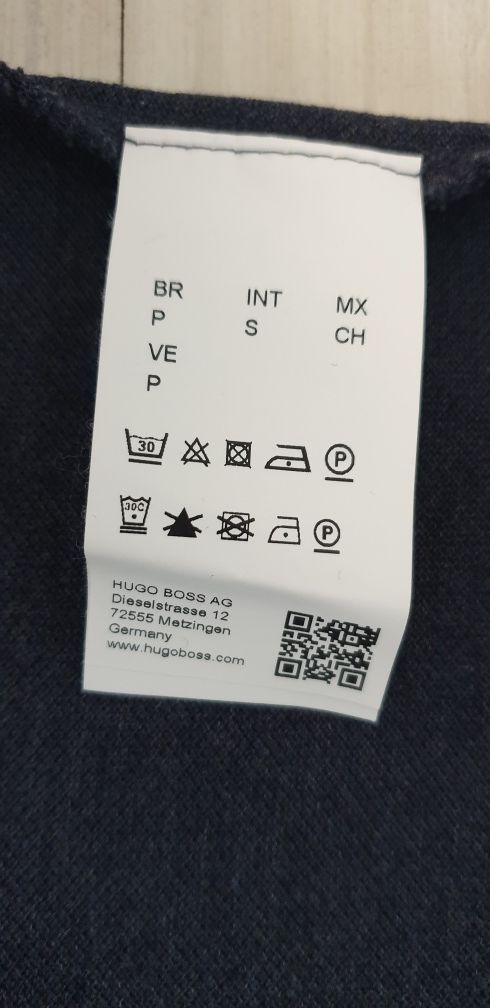 BR INT MX
P S CH
VE
P
30 P
30C P
HUGO BOSS AG
Dieselstrasse 12
72555 Metzingen
Germany
www.hugoboss.com